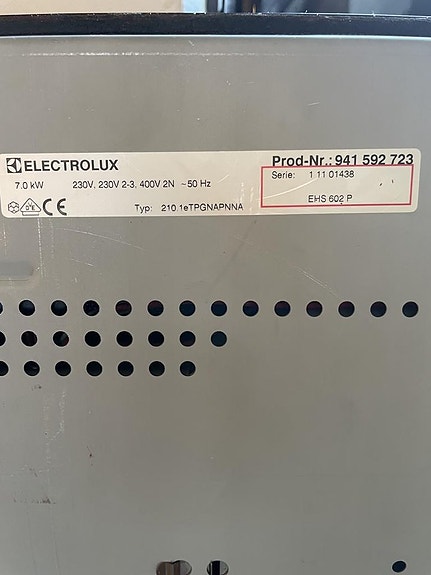 ELECTROLUX
Prod-Nr.: 941 592 723
7.0 kW 230V, 230V 2-3, 400V 2N ~50 Hz
Serie: 1 11 01438
CE Typ: 210.1eTPGNAPNNA
EHS 602 P